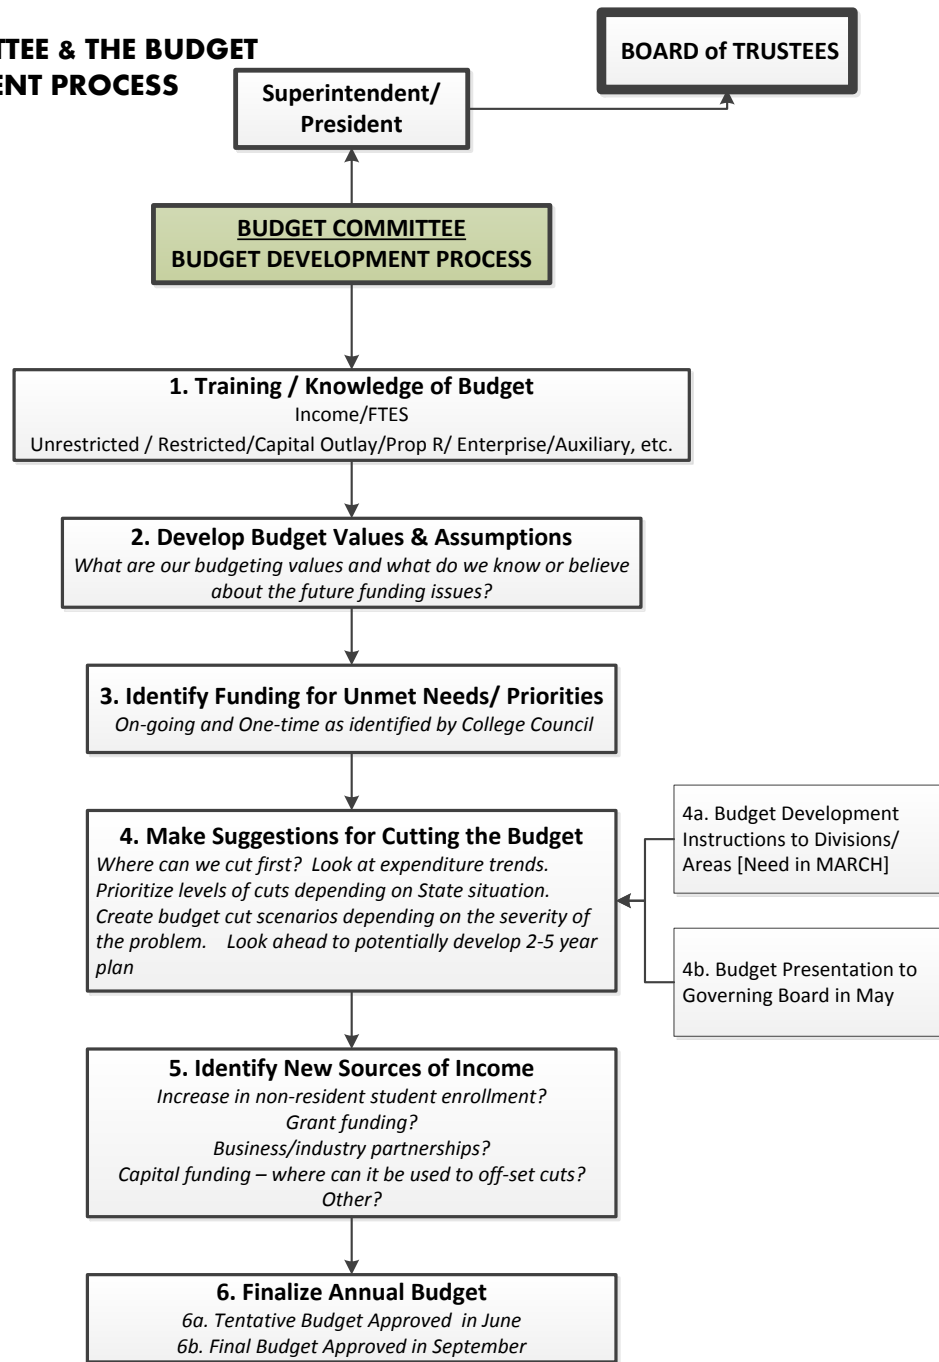 TTEE & THE BUDGET
ENT PROCESS
BOARD of TRUSTEES
Superintendent/
President
BUDGET COMMITTEE
BUDGET DEVELOPMENT PROCESS
1. Training / Knowledge of Budget
Income/FTES
Unrestricted / Restricted/Capital Outlay/Prop R/ Enterprise/Auxiliary, etc.
2. Develop Budget Values & Assumptions
What are our budgeting values and what do we know or believe
about the future funding issues?
3. Identify Funding for Unmet Needs/ Priorities
On-going and One-time as identified by College Council
4. Make Suggestions for Cutting the Budget
Where can we cut first? Look at expenditure trends.
Prioritize levels of cuts depending on State situation.
Create budget cut scenarios depending on the severity of
the problem. Look ahead to potentially develop 2-5 year
plan
4a. Budget Development
Instructions to Divisions/
Areas [Need in MARCH]
4b. Budget Presentation to
Governing Board in May
5. Identify New Sources of Income
Increase in non-resident student enrollment?
Grant funding?
Business/industry partnerships?
Capital funding – where can it be used to off-set cuts?
Other?
6. Finalize Annual Budget
6a. Tentative Budget Approved in June
6b. Final Budget Approved in September